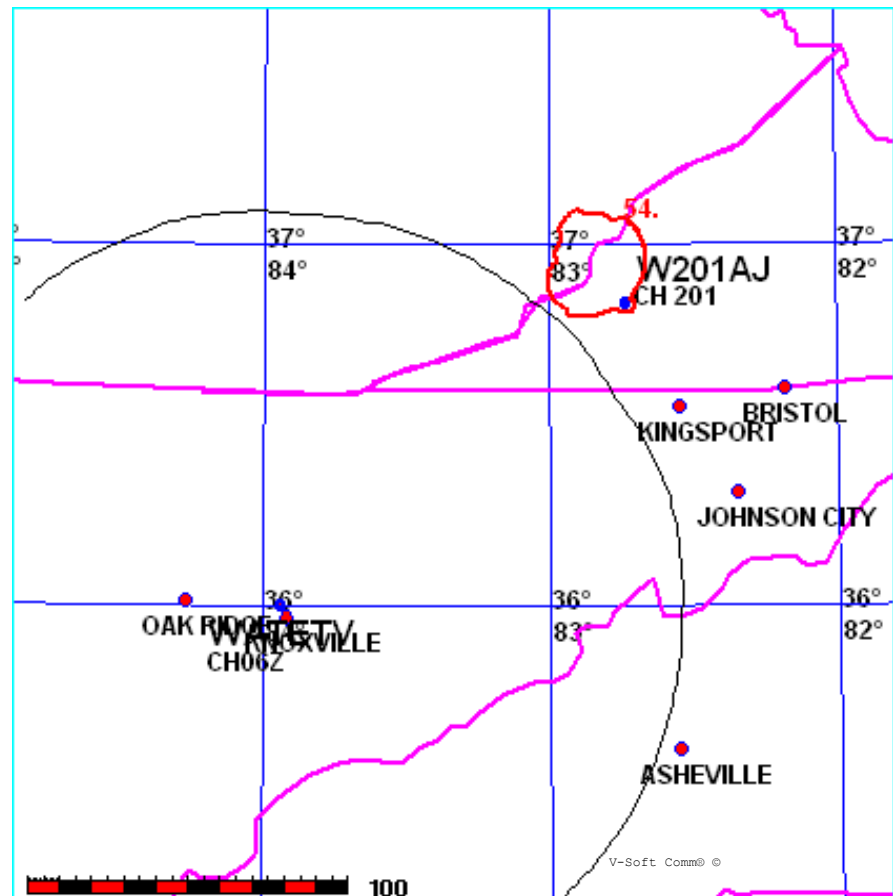 54.
37°
84°
37°
83°
37°
82°
W201AJ
CH 201
BRISTOL
KINGSPORT
JOHNSON CITY
36°
36°
83°
36°
82°
OAK RIDGE
KNOXVILLE
CH06Z
ASHEVILLE
V-Soft Comm® ©
100